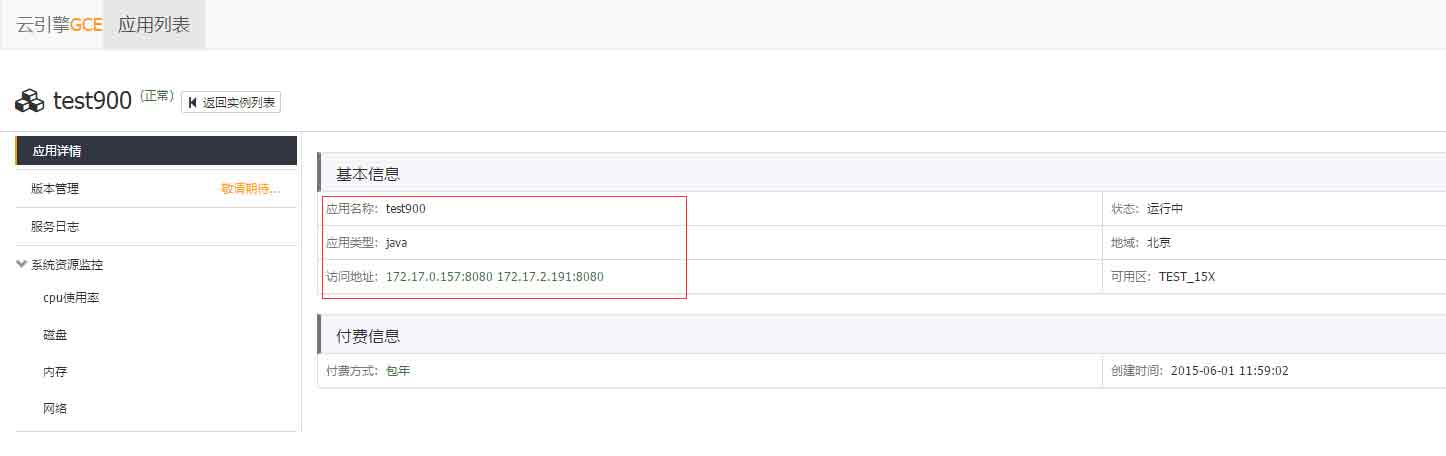 云引擎GCE 应用列表
test900 (正常) 返回实例列表
应用详情
版本管理 敬请期待...
服务日志
系统资源监控
cpu使用率
磁盘
内存
网络
基本信息
应用名称：test900 状态：运行中
应用类型：java 地域：北京
访问地址：172.17.0.157:8080 172.17.2.191:8080 可用区：TEST_15X
付费信息
付费方式：包年 创建时间：2015-06-01 11:59:02